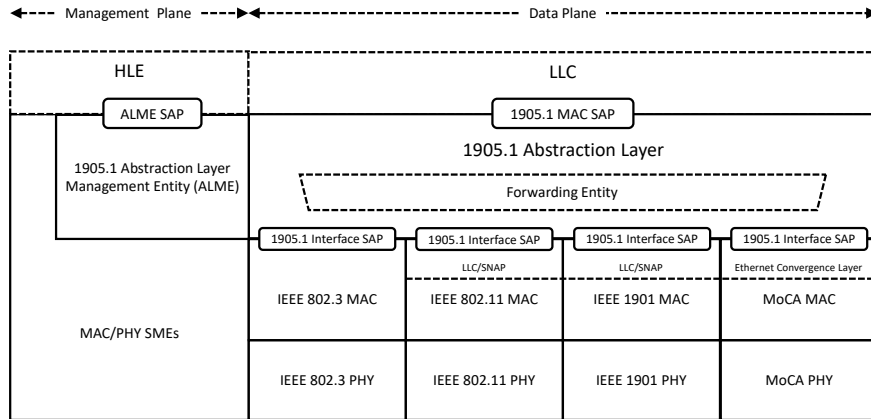 Management Plane
Data Plane
HLE
LLC
ALME SAP
1905.1 MAC SAP
1905.1 Abstraction Layer
Management Entity (ALME)
1905.1 Abstraction Layer
Forwarding Entity
1905.1 Interface SAP
1905.1 Interface SAP
1905.1 Interface SAP
1905.1 Interface SAP
LLC/SNAP
LLC/SNAP
Ethernet Convergence Layer
IEEE 802.3 MAC
IEEE 802.11 MAC
IEEE 1901 MAC
MoCA MAC
MAC/PHY SMEs
IEEE 802.3 PHY
IEEE 802.11 PHY
IEEE 1901 PHY
MoCA PHY